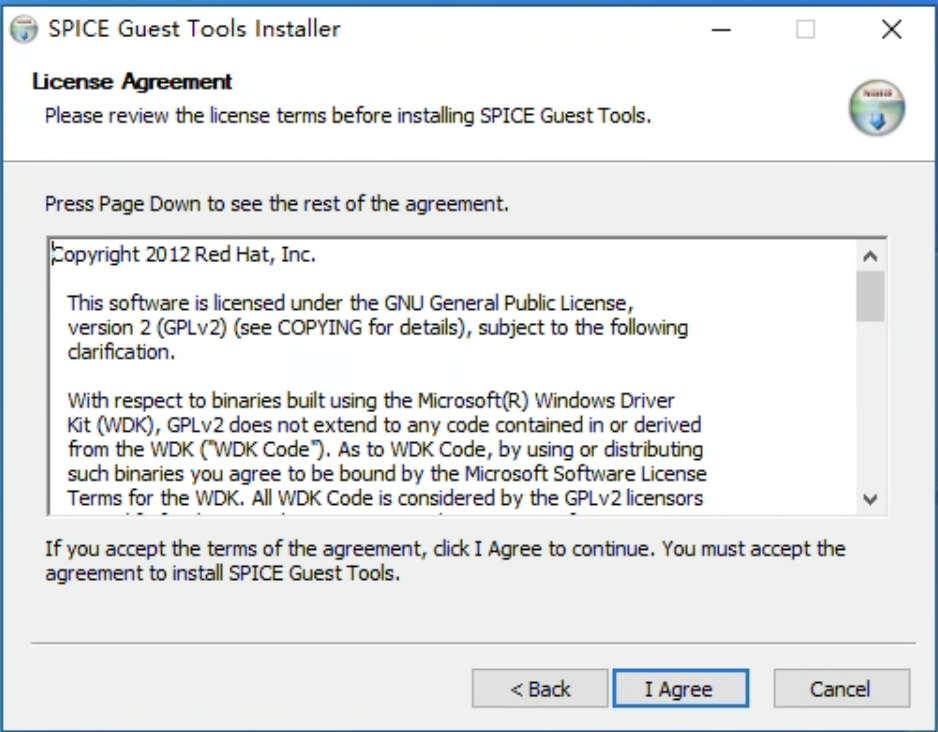 SPICE Guest Tools Installer
License Agreement
Please review the license terms before installing SPICE Guest Tools.
Press Page Down to see the rest of the agreement.
Copyright 2012 Red Hat, Inc.
This software is licensed under the GNU General Public License,
version 2 (GPLv2) (see COPYING for details), subject to the following
clarification.
With respect to binaries built using the Microsoft(R) Windows Driver
Kit (WDK), GPLv2 does not extend to any code contained in or derived
from the WDK ("WDK Code"). As to WDK Code, by using or distributing
such binaries you agree to be bound by the Microsoft Software License
Terms for the WDK. All WDK Code is considered by the GPLv2 licensors
If you accept the terms of the agreement, click I Agree to continue. You must accept the
agreement to install SPICE Guest Tools.
< Back
I Agree
Cancel